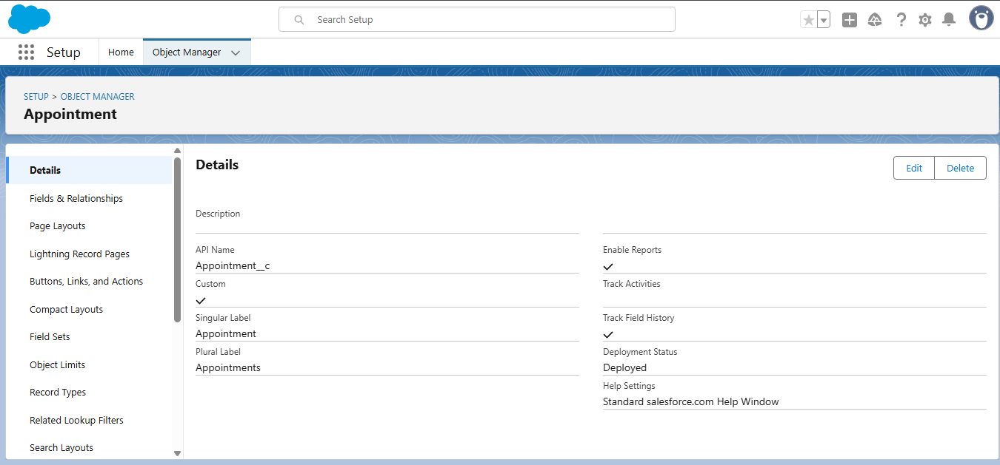 Search Setup
Setup
Home
Object Manager
SETUP > OBJECT MANAGER
Appointment
Details
Fields & Relationships
Page Layouts
Lightning Record Pages
Buttons, Links, and Actions
Compact Layouts
Field Sets
Object Limits
Record Types
Related Lookup Filters
Search Layouts
Details
Edit
Delete
Description
API Name
Appointment__c
Custom
Singular Label
Appointment
Plural Label
Appointments
Enable Reports
Track Activities
Track Field History
Deployment Status
Deployed
Help Settings
Standard salesforce.com Help Window